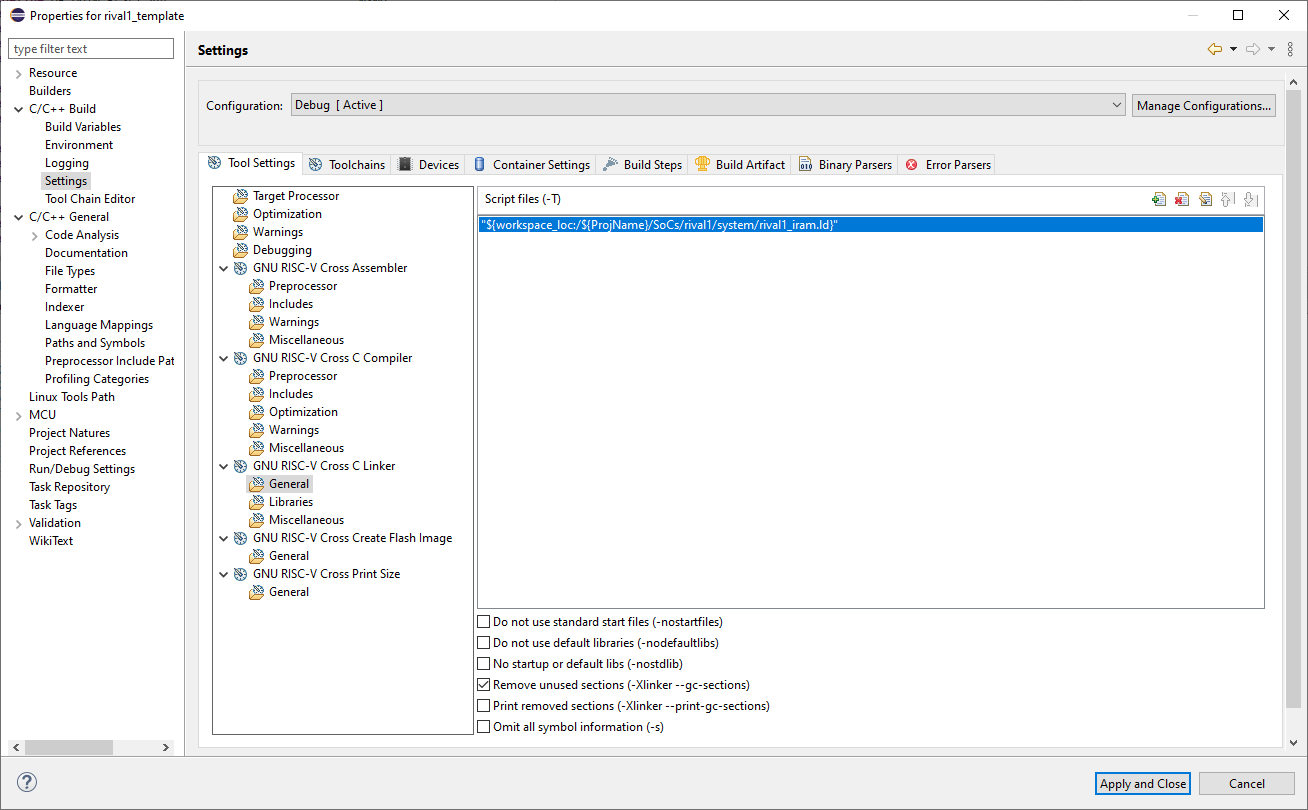 Properties for rival1_template
type filter text
Resource
Builders
C/C++ Build
Build Variables
Environment
Logging
Settings
Tool Chain Editor
C/C++ General
Code Analysis
Documentation
File Types
Formatter
Indexer
Language Mappings
Paths and Symbols
Preprocessor Include Pat
Profiling Categories
Linux Tools Path
MCU
Project Natures
Project References
Run/Debug Settings
Task Repository
Task Tags
Validation
WikiText
Settings
Configuration: Debug [ Active ] Manage Configurations...
Tool Settings Toolchains Devices Container Settings Build Steps Build Artifact Binary Parsers Error Parsers
Target Processor
Optimization
Warnings
Debugging
GNU RISC-V Cross Assembler
Preprocessor
Includes
Warnings
Miscellaneous
GNU RISC-V Cross C Compiler
Preprocessor
Includes
Optimization
Warnings
Miscellaneous
GNU RISC-V Cross C Linker
General
Libraries
Miscellaneous
GNU RISC-V Cross Create Flash Image
General
GNU RISC-V Cross Print Size
General
Script files (-T)
"${workspace_loc:/${ProjName}/SoCs/rival1/system/rival1_iram.ld}"
Do not use standard start files (-nostartfiles)
Do not use default libraries (-nodefaultlibs)
No startup or default libs (-nostdlib)
Remove unused sections (-Xlinker --gc-sections)
Print removed sections (-Xlinker --print-gc-sections)
Omit all symbol information (-s)
Apply and Close Cancel